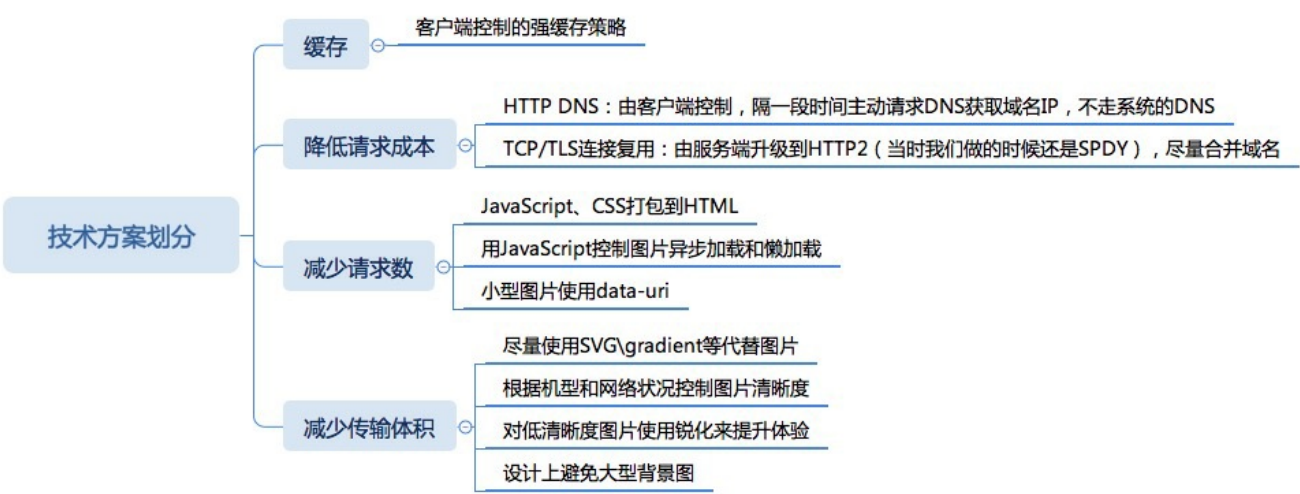 技术方案划分
缓存
客户端控制的强缓存策略
降低请求成本
HTTP DNS：由客户端控制，隔一段时间主动请求DNS获取域名IP，不走系统的DNS
TCP/TLS连接复用：由服务端升级到HTTP2（当时我们做的时候还是SPDY），尽量合并域名
减少请求数
JavaScript、CSS打包到HTML
用JavaScript控制图片异步加载和懒加载
小型图片使用data-uri
减少传输体积
尽量使用SVG\gradient等代替图片
根据机型和网络状况控制图片清晰度
对低清晰度图片使用锐化来提升体验
设计上避免大型背景图